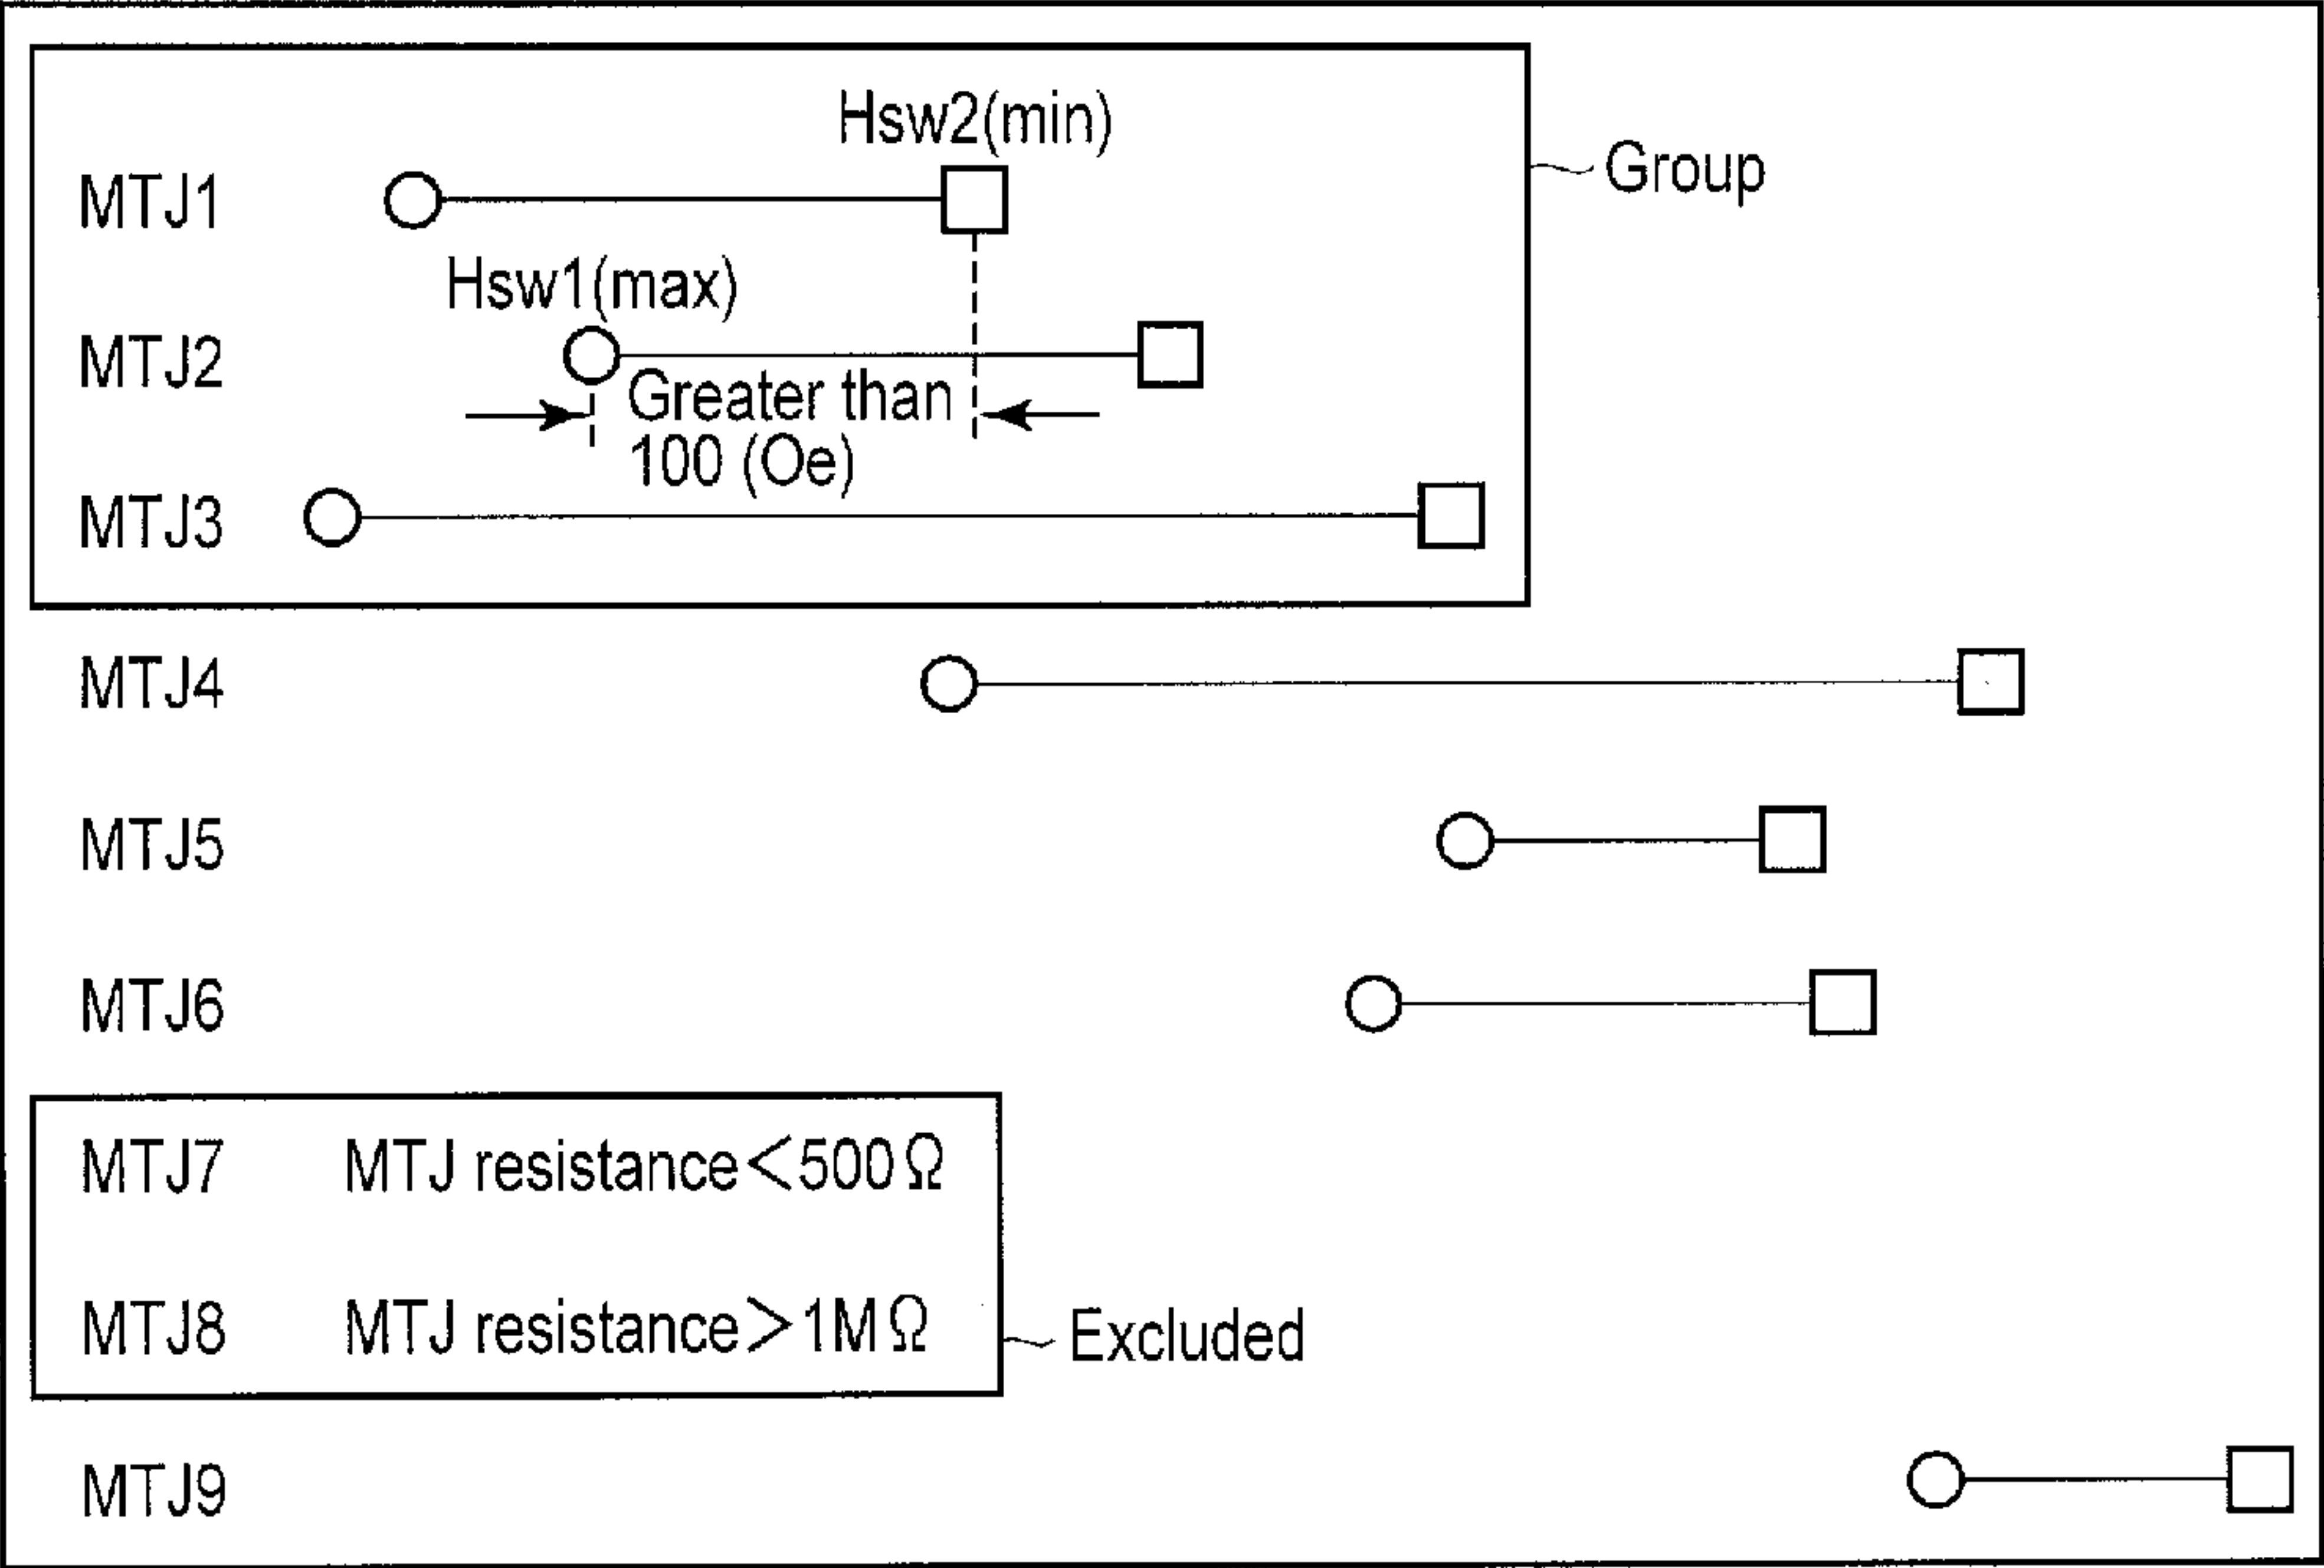 Hsw2(min)
Group
MTJ1
Hsw1(max)
MTJ2
Greater than
100 (Oe)
MTJ3
MTJ4
MTJ5
MTJ6
MTJ7 MTJ resistance<500Ω
MTJ8 MTJ resistance>1MΩ
Excluded
MTJ9